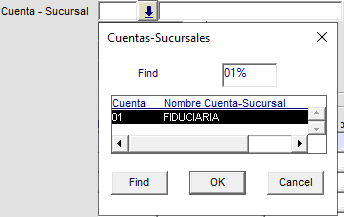 Cuenta - Sucursal
Cuentas-Sucursales
Find 01%
Cuenta Nombre Cuenta-Sucursal
01 FIDUCIARIA
Find OK Cancel